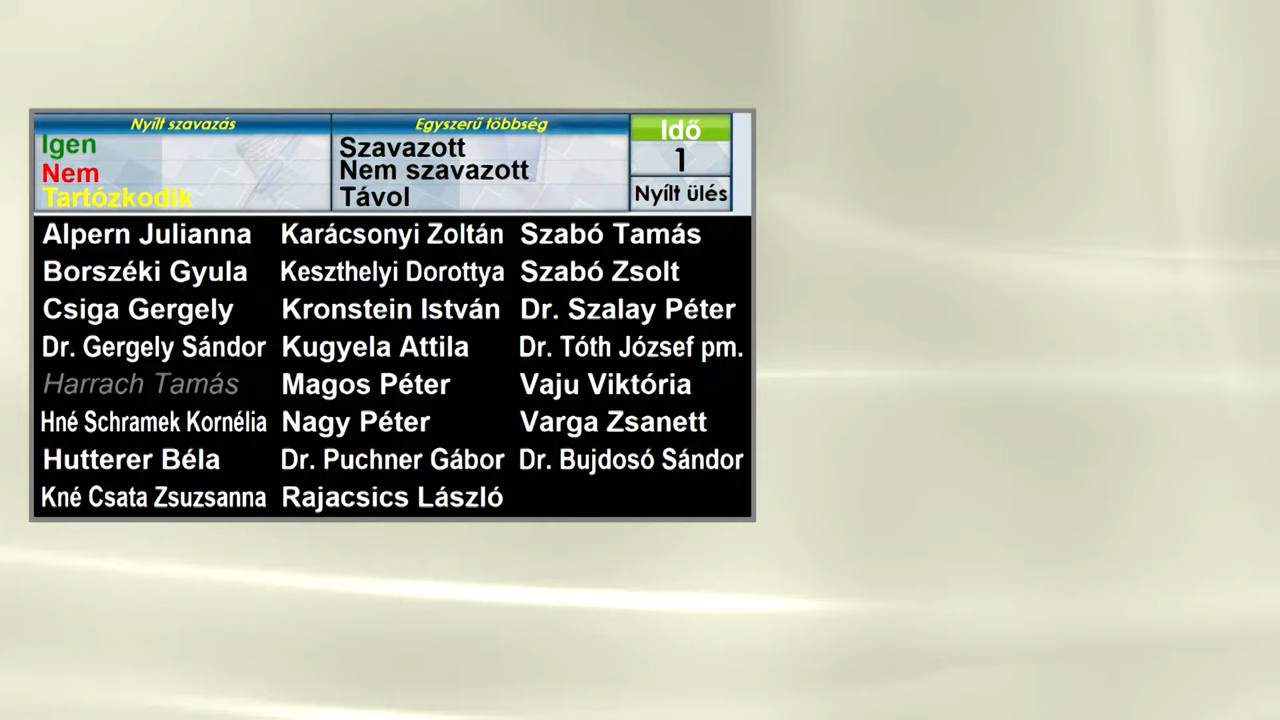 Nyílt szavazás
Igen
Nem
Tartózkodik
Egyszerű többség
Szavazott
Nem szavazott
Távol
Idő
1
Nyílt ülés
Alpern Julianna
Borszéki Gyula
Csiga Gergely
Dr. Gergely Sándor
Harrach Tamás
Hné Schramek Kornélia
Hutterer Béla
Kné Csata Zsuzsanna
Karácsonyi Zoltán
Keszthelyi Dorottya
Kronstein István
Kugyela Attila
Magos Péter
Nagy Péter
Dr. Puchner Gábor
Rajacsics László
Szabó Tamás
Szabó Zsolt
Dr. Szalay Péter
Dr. Tóth József pm.
Vaju Viktória
Varga Zsanett
Dr. Bujdosó Sándor